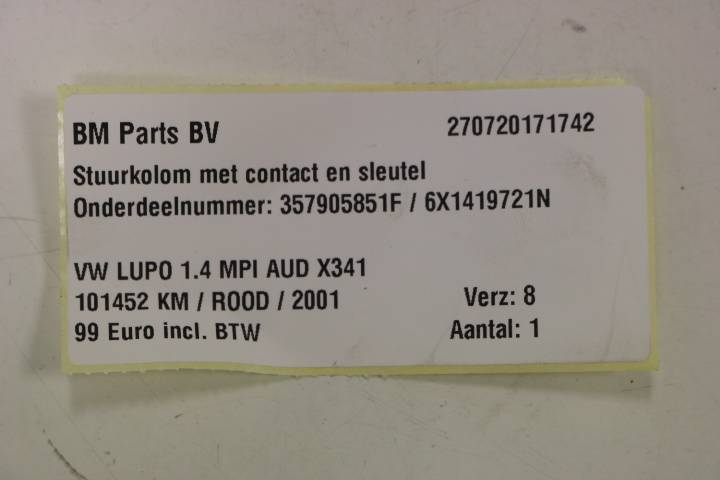 BM Parts BV 270720171742
Stuurkolom met contact en sleutel
Onderdeelnummer: 357905851F / 6X1419721N
VW LUPO 1.4 MPI AUD X341
101452 KM / ROOD / 2001 Verz: 8
99 Euro incl. BTW Aantal: 1